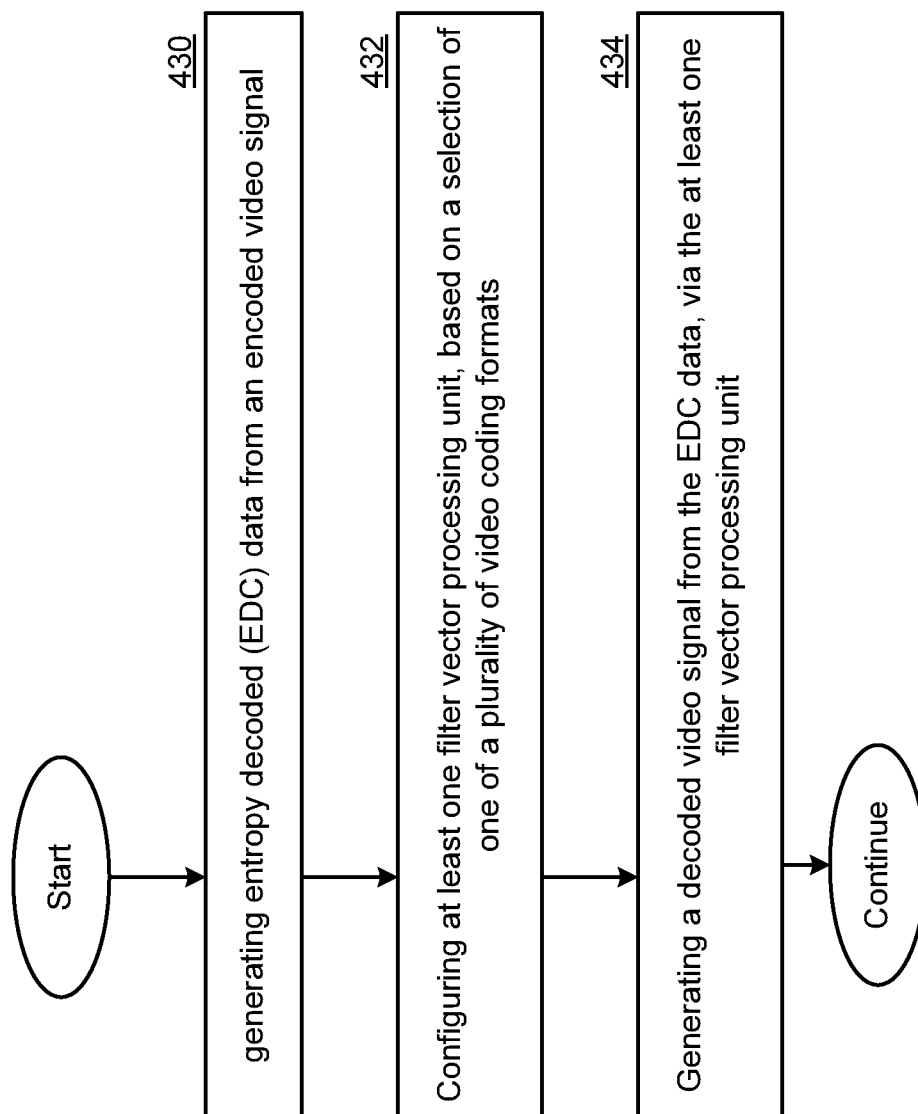 Start
430
generating entropy decoded (EDC) data from an encoded video signal
432
Configuring at least one filter vector processing unit, based on a selection of
one of a plurality of video coding formats
434
Generating a decoded video signal from the EDC data, via the at least one
filter vector processing unit
Continue